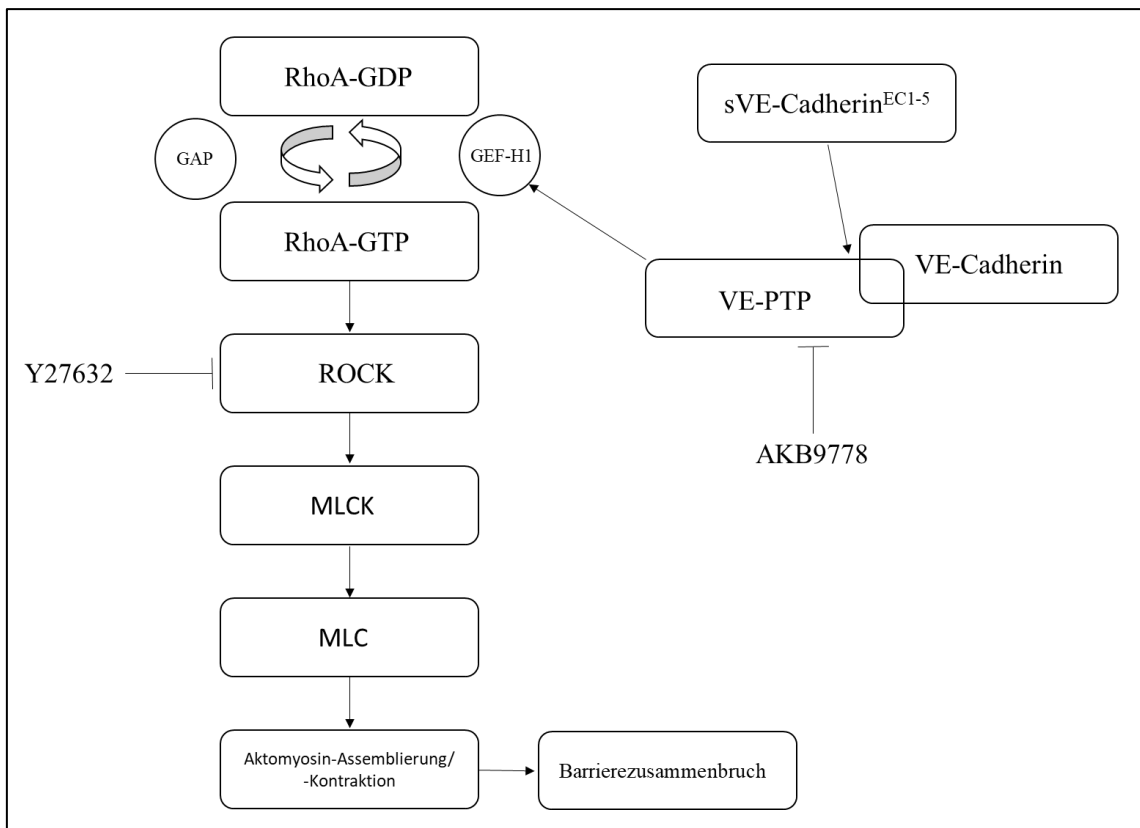 RhoA-GDP
sVE-Cadherin^EC1-5
GAP
GEF-H1
RhoA-GTP
VE-Cadherin
VE-PTP
Y27632
ROCK
AKB9778
MLCK
MLC
Aktomyosin-Assemblierung/
-Kontraktion
Barrierezusammenbruch